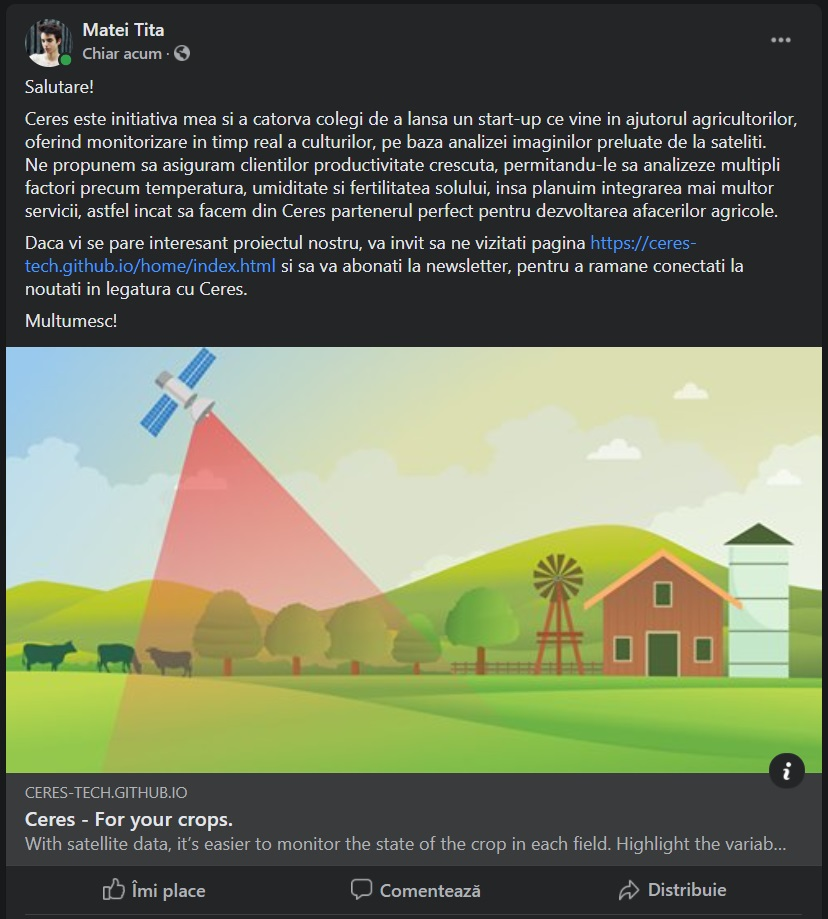 Matei Tita
Chiar acum ·
Salutare!
Ceres este initiativa mea si a catorva colegi de a lansa un start-up ce vine in ajutorul agricultorilor,
oferind monitorizare in timp real a culturilor, pe baza analizei imaginilor preluate de la sateliti.
Ne propunem sa asiguram clientilor productivitate crescuta, permitandu-le sa analizeze multipli
factori precum temperatura, umiditate si fertilitatea solului, insa planuim integrarea mai multor
servicii, astfel incat sa facem din Ceres partenerul perfect pentru dezvoltarea afacerilor agricole.
Daca vi se pare interesant proiectul nostru, va invit sa ne vizitati pagina https://ceres-
tech.github.io/home/index.html si sa va abonati la newsletter, pentru a ramane conectati la
noutati in legatura cu Ceres.
Multumesc!
i
CERES-TECH.GITHUB.IO
Ceres - For your crops.
With satellite data, it's easier to monitor the state of the crop in each field. Highlight the variab...
Îmi place
Comentează
Distribuie